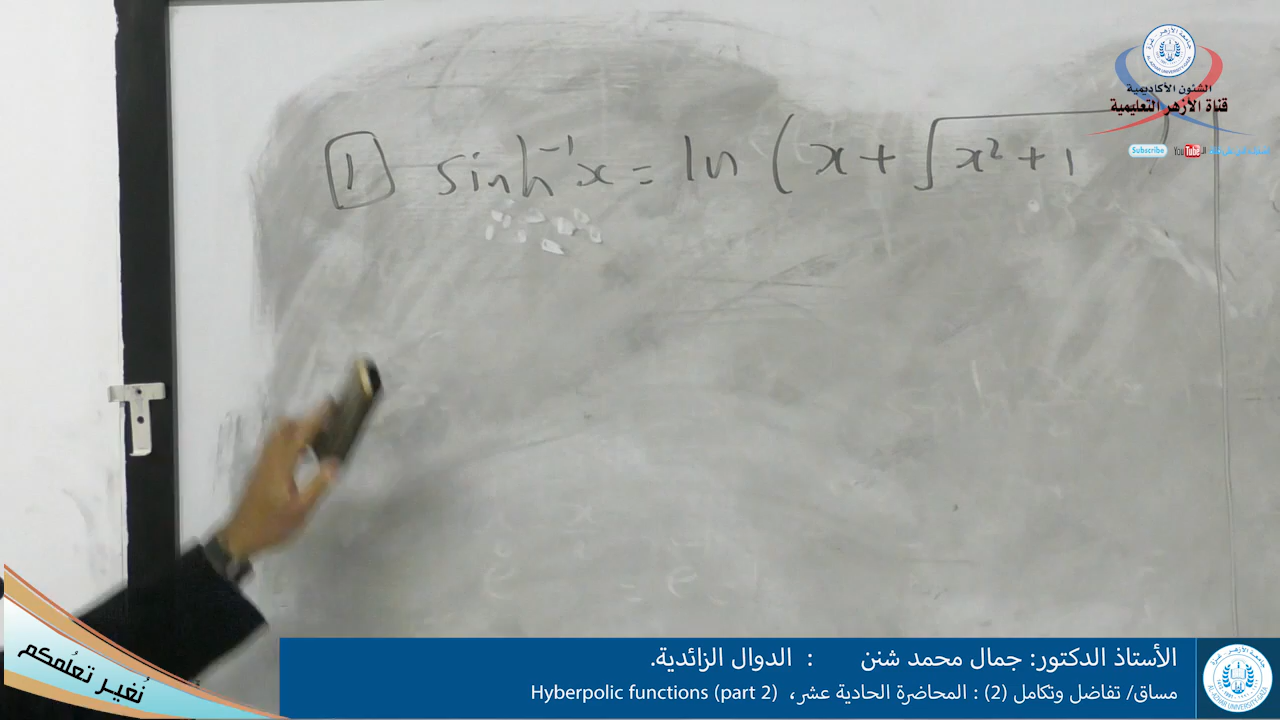 الشئون الأكاديمية
قناة الأزهر التعليمية
Subscribe YouTube
1 sinh⁻¹x = ln (x + √x² + 1 )
نُغير تعلُمكم
الأستاذ الدكتور: جمال محمد شنن : الدوال الزائدية.
مساق/ تفاضل وتكامل (2) : المحاضرة الحادية عشر، Hyberpolic functions (part 2)